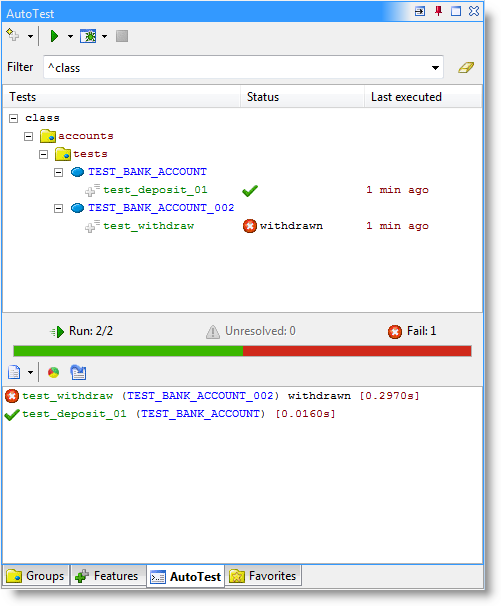 AutoTest
Filter ^class
Tests Status Last executed
class
accounts
tests
TEST_BANK_ACCOUNT
test_deposit_01 1 min ago
TEST_BANK_ACCOUNT_002
test_withdraw withdrawn 1 min ago
Run: 2/2 Unresolved: 0 Fail: 1
test_withdraw (TEST_BANK_ACCOUNT_002) withdrawn [0.2970s]
test_deposit_01 (TEST_BANK_ACCOUNT) [0.0160s]
Groups Features AutoTest Favorites